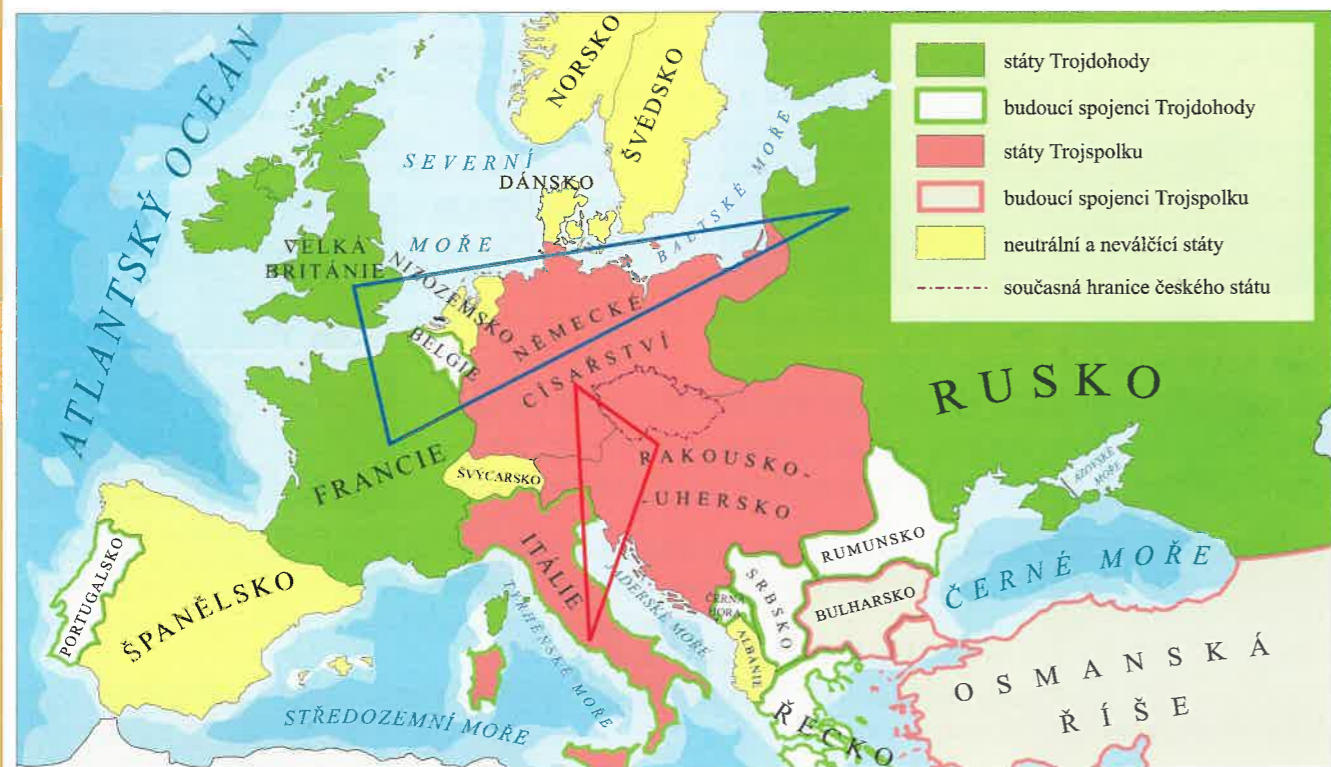 státy Trojdohody
budoucí spojenci Trojdohody
státy Trojspolku
budoucí spojenci Trojspolku
neutrální a neválčící státy
současná hranice českého státu
ATLANTSKÝ OCEÁN
NORSKO
ŠVÉDSKO
SEVERNÍ
MOŘE
DÁNSKO
BALTSKÉ MOŘE
VELKÁ
BRITÁNIE
NIZOZEMSKO
BELGIE
NĚMECKÉ
CÍSAŘSTVÍ
RUSKO
FRANCIE
ŠVÝCARSKO
RAKOUSKO-
-UHERSKO
AZOVSKÉ
MOŘE
ITÁLIE
RUMUNSKO
ČERNÉ MOŘE
PORTUGALSKO
ŠPANĚLSKO
TYRHÉNSKÉ MOŘE
JADERSKÉ MOŘE
ČERNÁ
HORA
SRBSKO
BULHARSKO
ALBÁNIE
OSMANSKÁ
ŘÍŠE
STŘEDOZEMNÍ MOŘE
ŘECKO